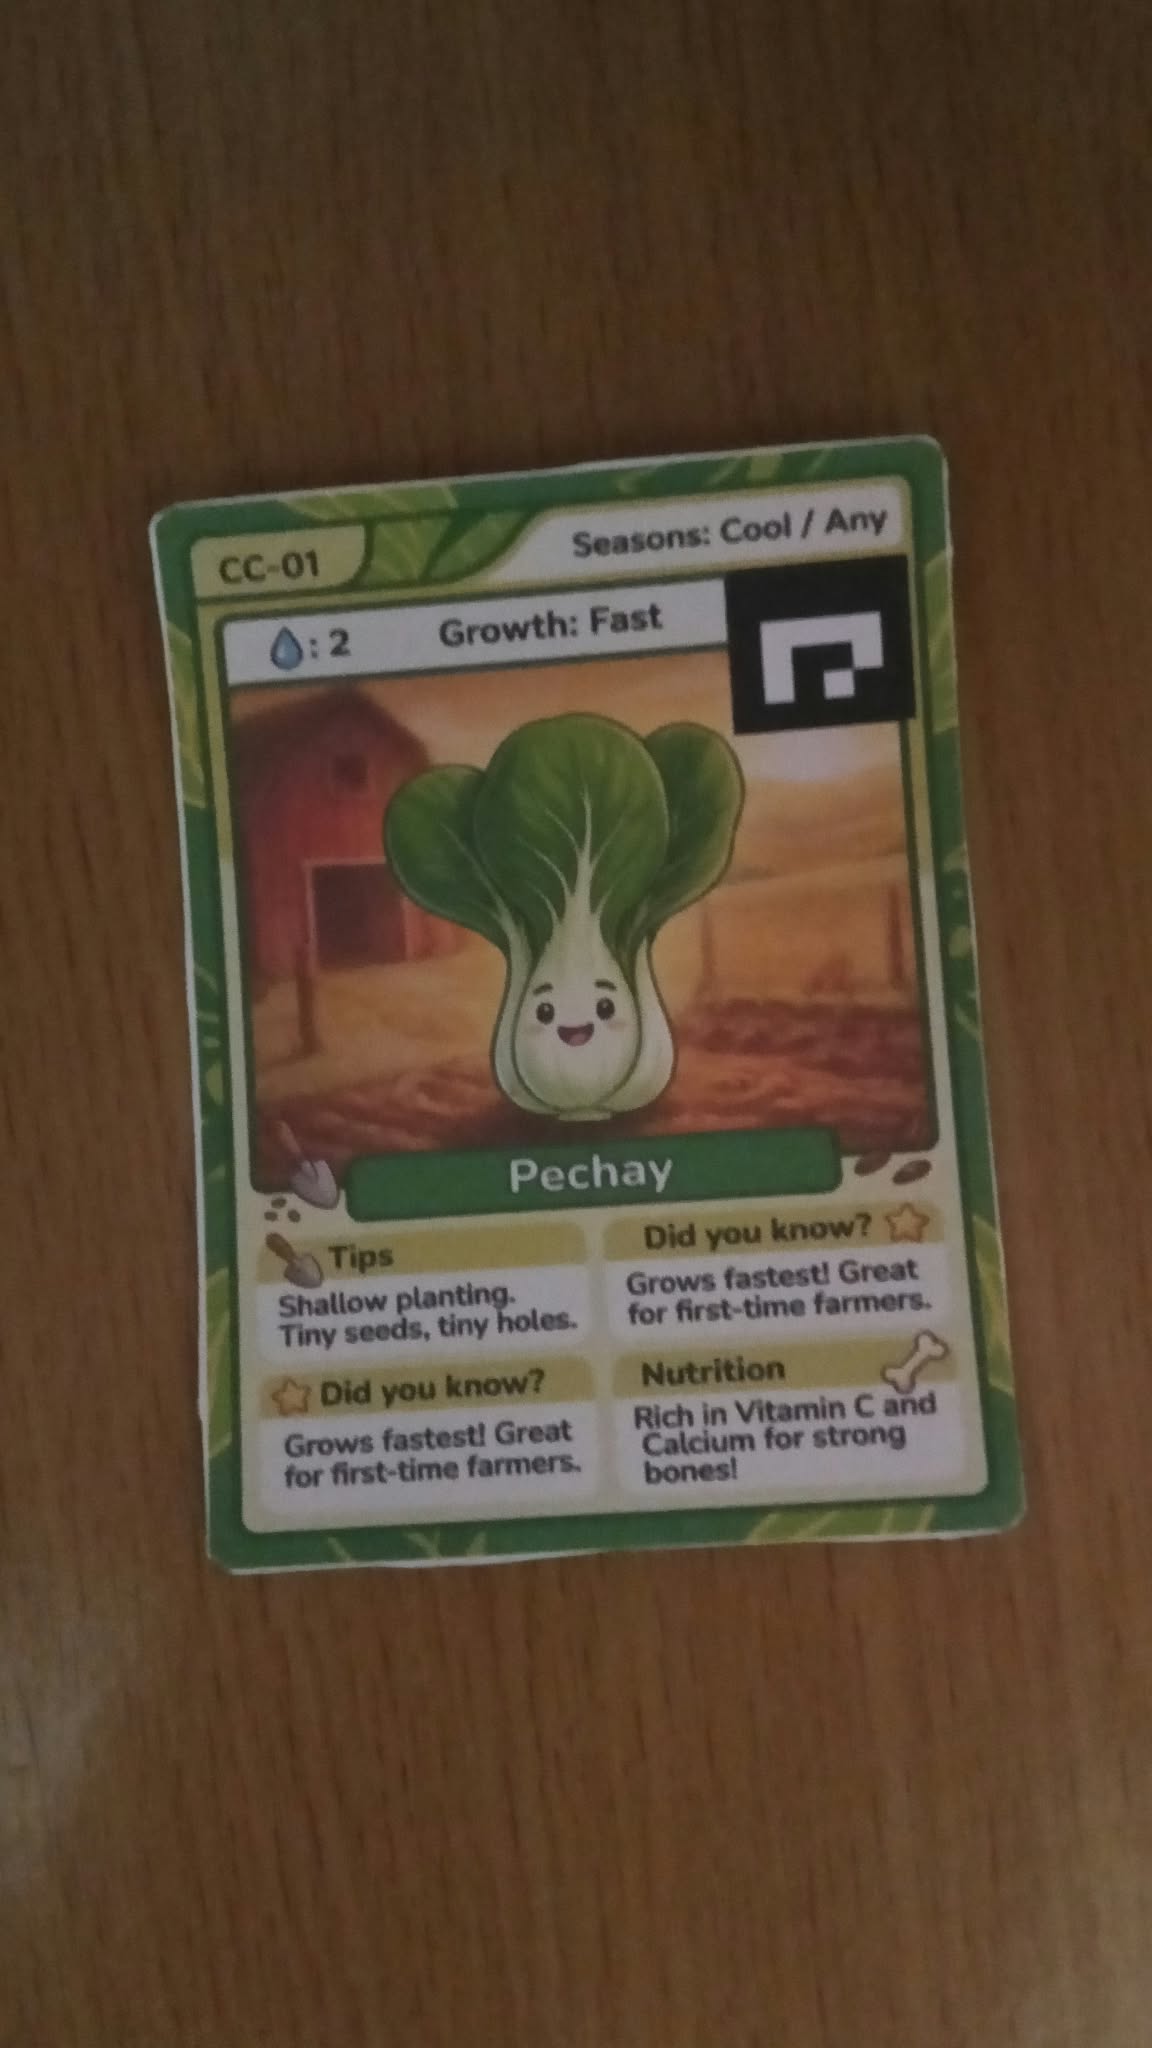 CC-01
Seasons: Cool / Any
: 2
Growth: Fast
Pechay
Tips
Shallow planting.
Tiny seeds, tiny holes.
Did you know?
Grows fastest! Great
for first-time farmers.
Did you know?
Grows fastest! Great
for first-time farmers.
Nutrition
Rich in Vitamin C and
Calcium for strong
bones!